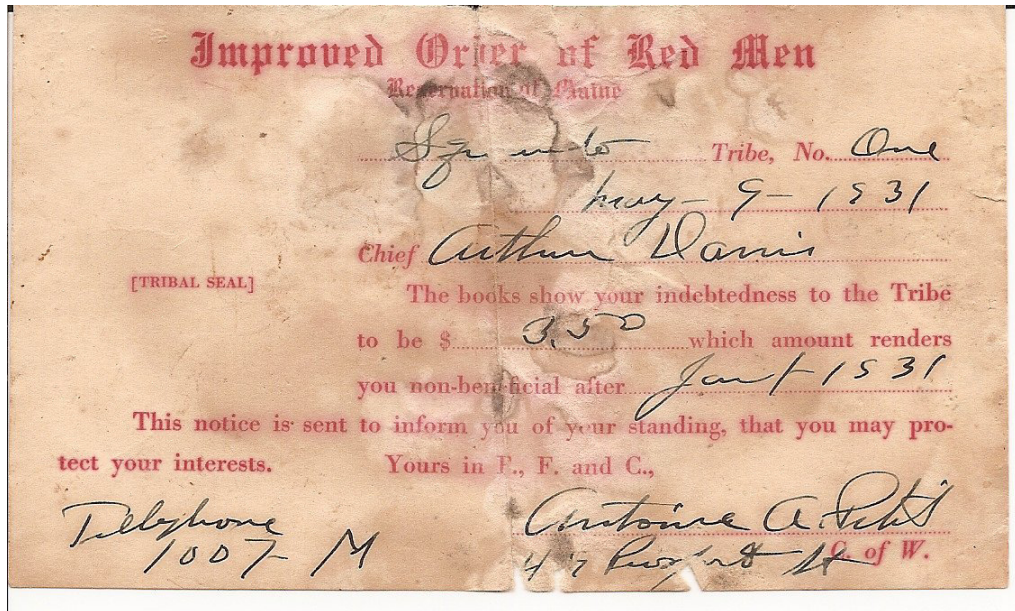 Improved Order of Red Men
Reservation of Maine
Tribe, No. One
May - 9 - 1931
Chief Arthur Davis
[TRIBAL SEAL]
The books show your indebtedness to the Tribe
to be $ 3.50 which amount renders
you non-beneficial after Jan 1 1931
This notice is sent to inform you of your standing, that you may pro-
tect your interests. Yours in F., F. and C.,
Telephone
1007 M
Antoine A.
C. of W.